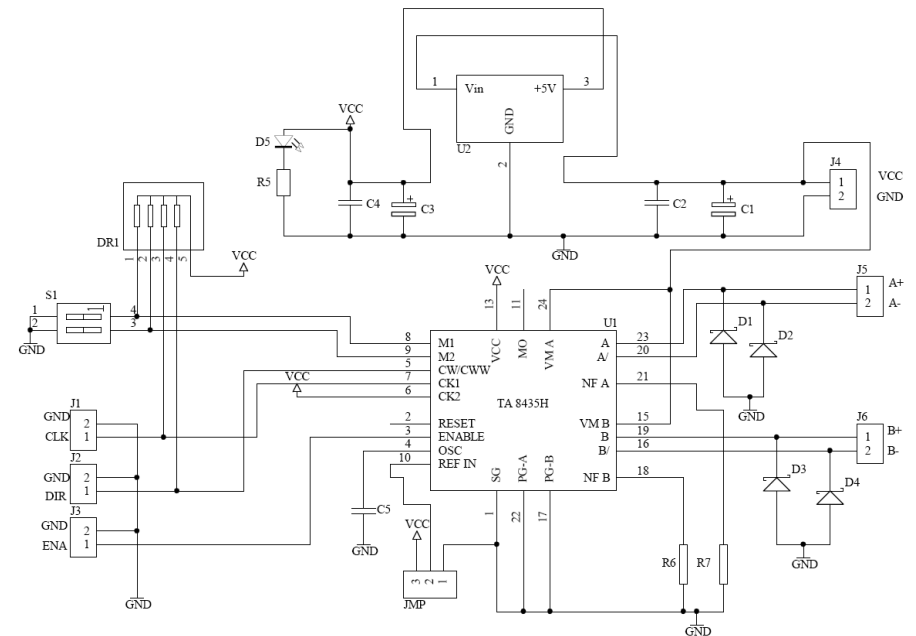 1 Vin +5V 3
GND
U2
2
VCC
D5
R5
C4
+
C3
C2
+
C1
J4
1
2
VCC
GND
DR1
1 2 3 4 5
VCC
GND
VCC
13 11 24
S1
1
2
1
4
3
GND
J5
1
2
A+
A-
D1
D2
GND
U1
8 M1
9 M2
5 CW/CWW
7 CK1
6 CK2
VCC
2 RESET
3 ENABLE
4 OSC
10 REF IN
VCC MO VM A
TA 8435H
SG PG-A PG-B
A 23
A/ 20
NF A 21
VM B 15
B 19
B/ 16
NF B 18
1 22 17
J1
GND 2
CLK 1
J2
GND 2
DIR 1
J3
GND 2
ENA 1
GND
C5
GND
VCC
3 2 1
JMP
J6
1
2
B+
B-
D3
D4
GND
R6 R7
GND